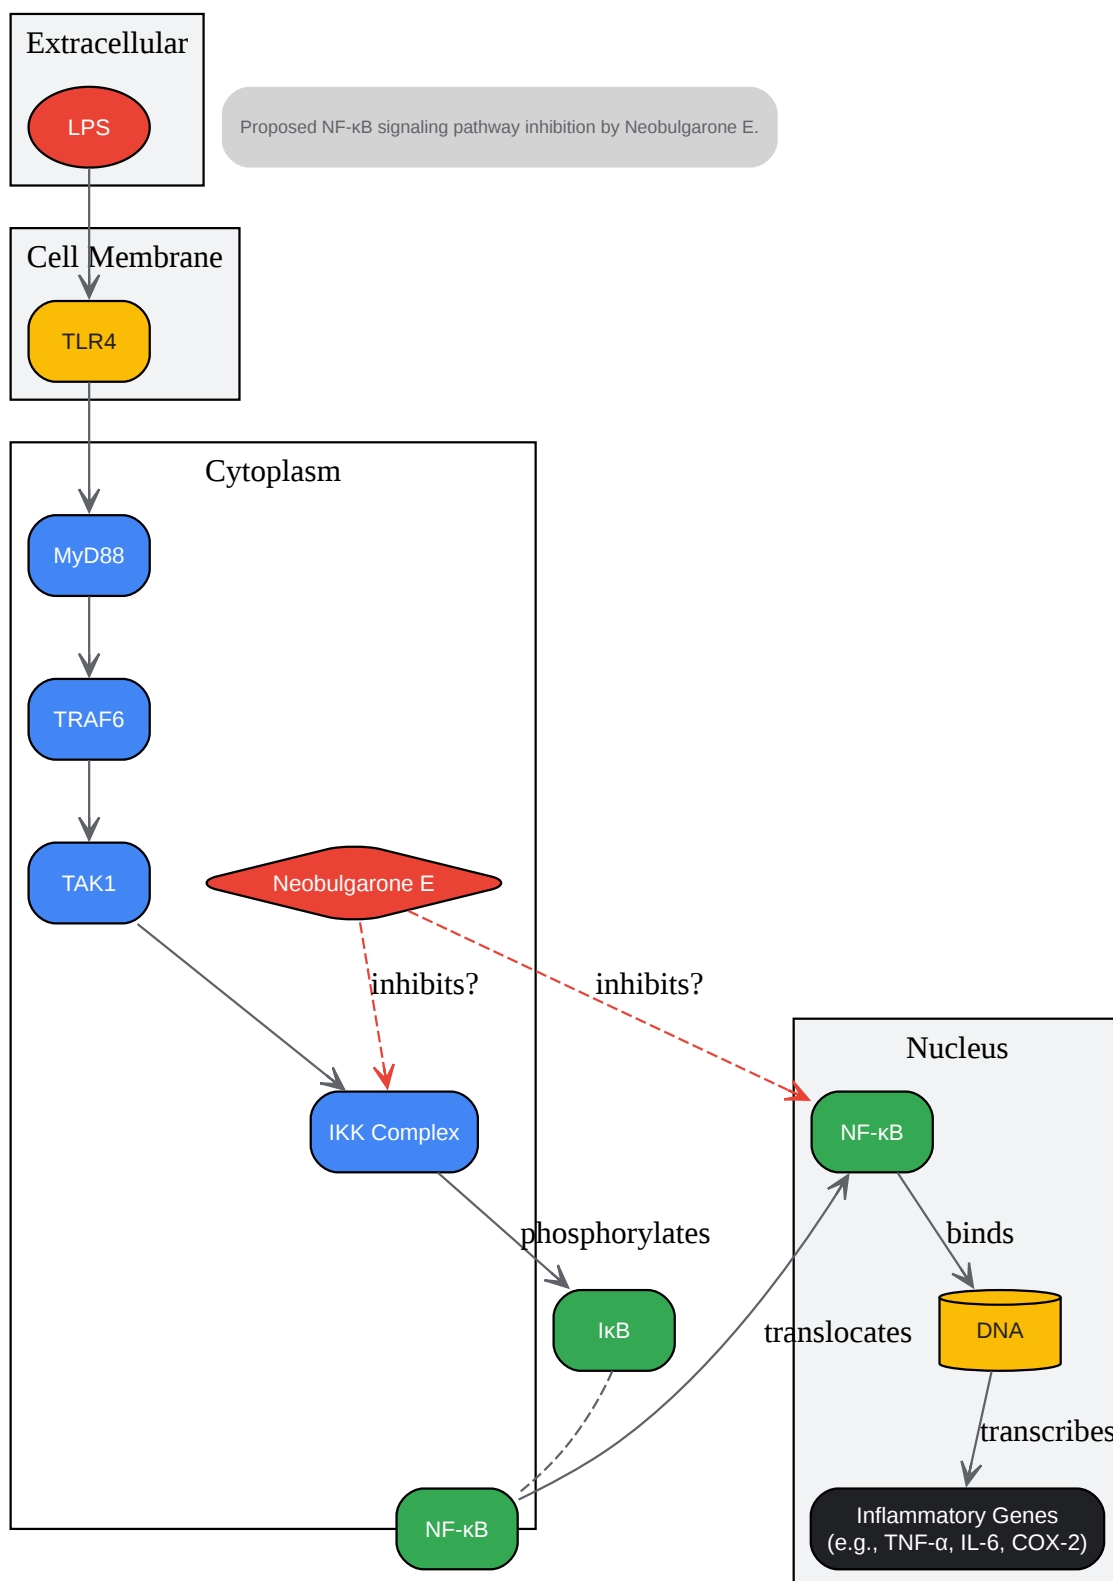 Extracellular
LPS
Proposed NF-κB signaling pathway inhibition by Neobulgarone E.
Cell Membrane
TLR4
Cytoplasm
MyD88
TRAF6
TAK1
Neobulgarone E
inhibits?
inhibits?
Nucleus
IKK Complex
NF-κB
phosphorylates
binds
IκB
translocates
DNA
transcribes
NF-κB
Inflammatory Genes
(e.g., TNF-α, IL-6, COX-2)